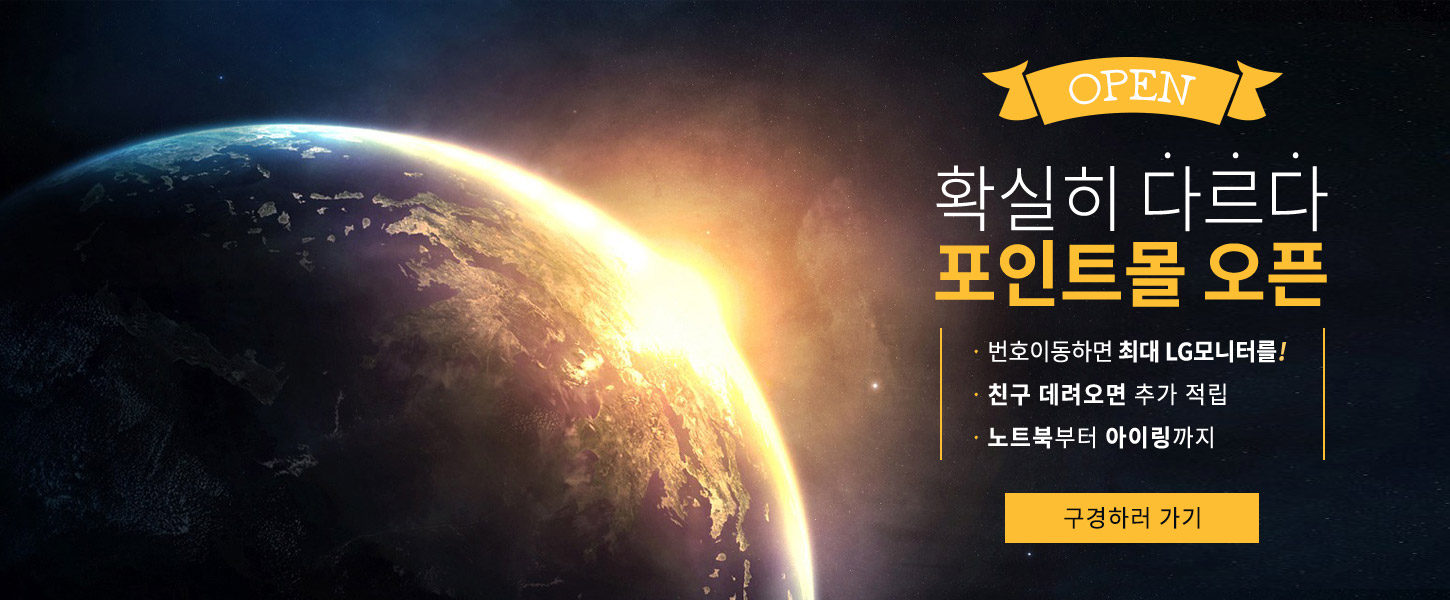 OPEN
확실히 다르다
포인트몰 오픈
· 번호이동하면 최대 LG모니터를!
· 친구 데려오면 추가 적립
· 노트북부터 아이링까지
구경하러 가기